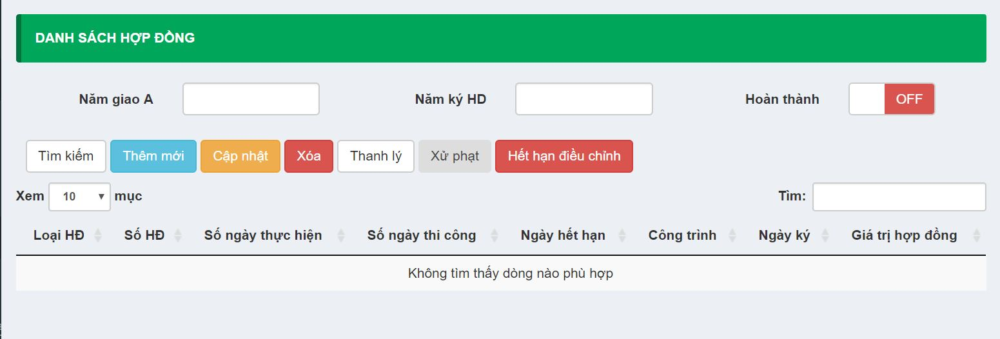 DANH SÁCH HỢP ĐỒNG
Năm giao A Năm ký HD Hoàn thành OFF
Tìm kiếm Thêm mới Cập nhật Xóa Thanh lý Xử phạt Hết hạn điều chỉnh
Xem 10 mục Tìm:
Loại HĐ Số HĐ Số ngày thực hiện Số ngày thi công Ngày hết hạn Công trình Ngày ký Giá trị hợp đồng
Không tìm thấy dòng nào phù hợp